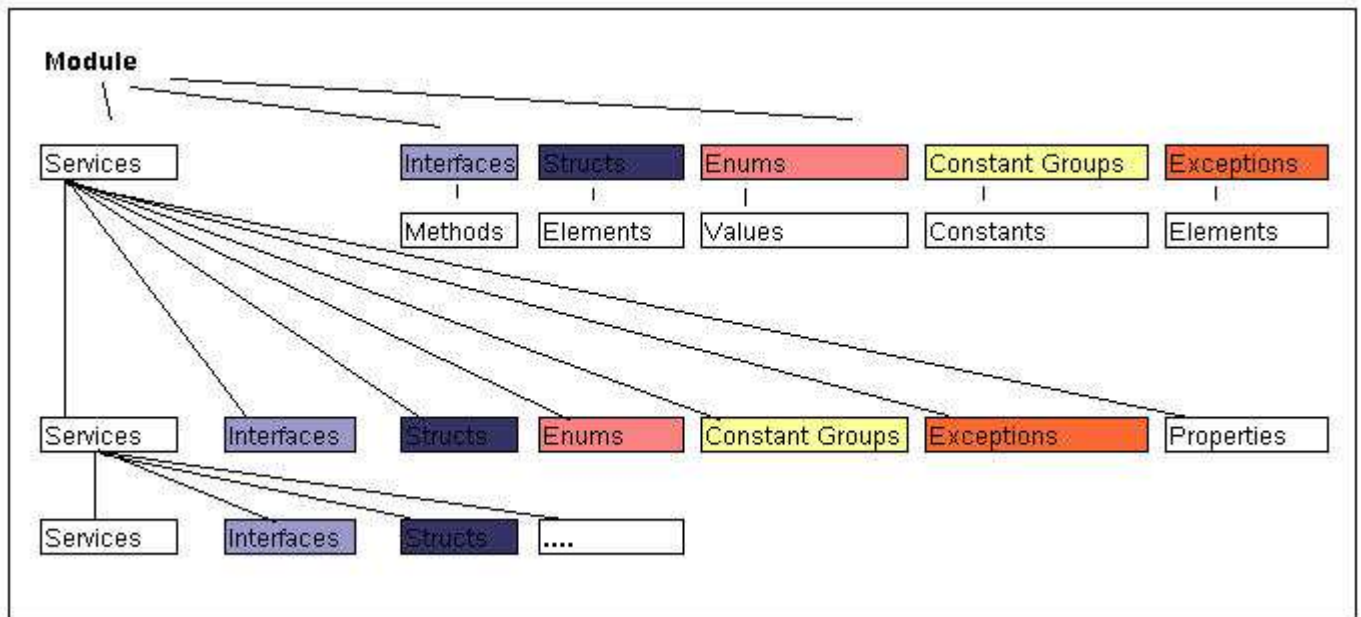 Module
Services Interfaces Structs Enums Constant Groups Exceptions
Methods Elements Values Constants Elements
Services Interfaces Structs Enums Constant Groups Exceptions Properties
Services Interfaces Structs ....